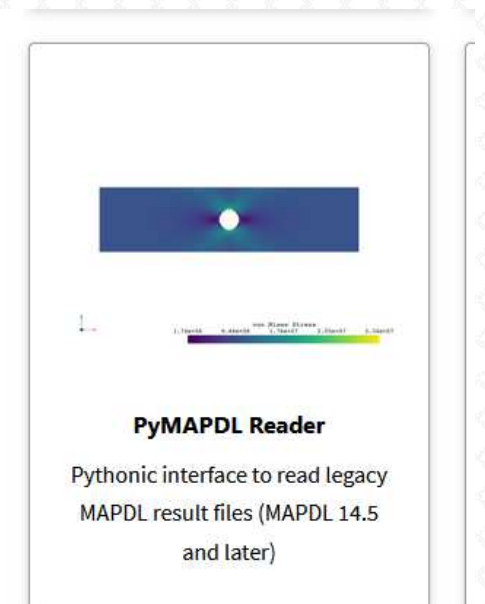 von Mises Stress
PyMAPDL Reader
Pythonic interface to read legacy
MAPDL result files (MAPDL 14.5
and later)